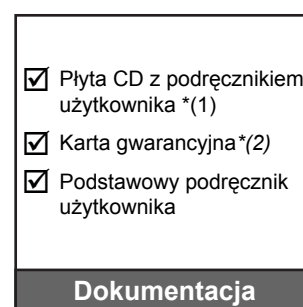 Płyta CD z podręcznikiem
użytkownika *(1)
Karta gwarancyjna*(2)
Podstawowy podręcznik
użytkownika
Dokumentacja